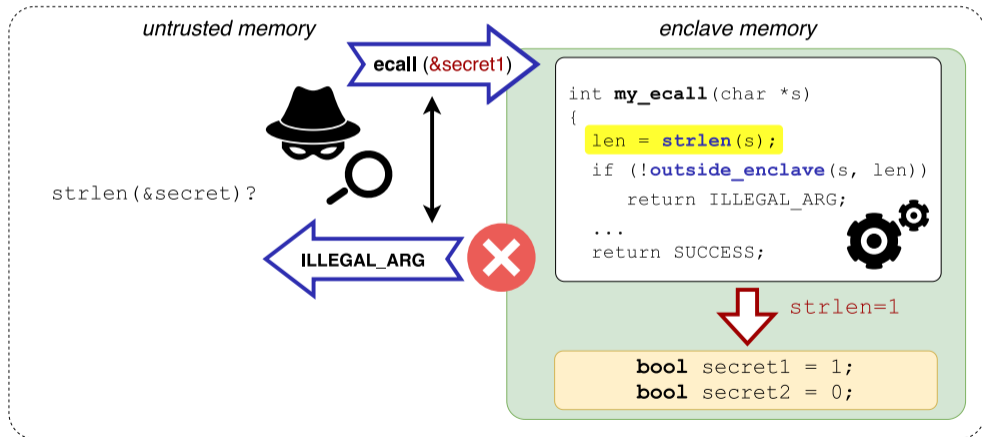 untrusted memory
enclave memory
ecall (&secret1)
int my_ecall(char *s)
{
len = strlen(s);
if (!outside_enclave(s, len))
return ILLEGAL_ARG;
...
return SUCCESS;
strlen(&secret)?
ILLEGAL_ARG
strlen=1
bool secret1 = 1;
bool secret2 = 0;